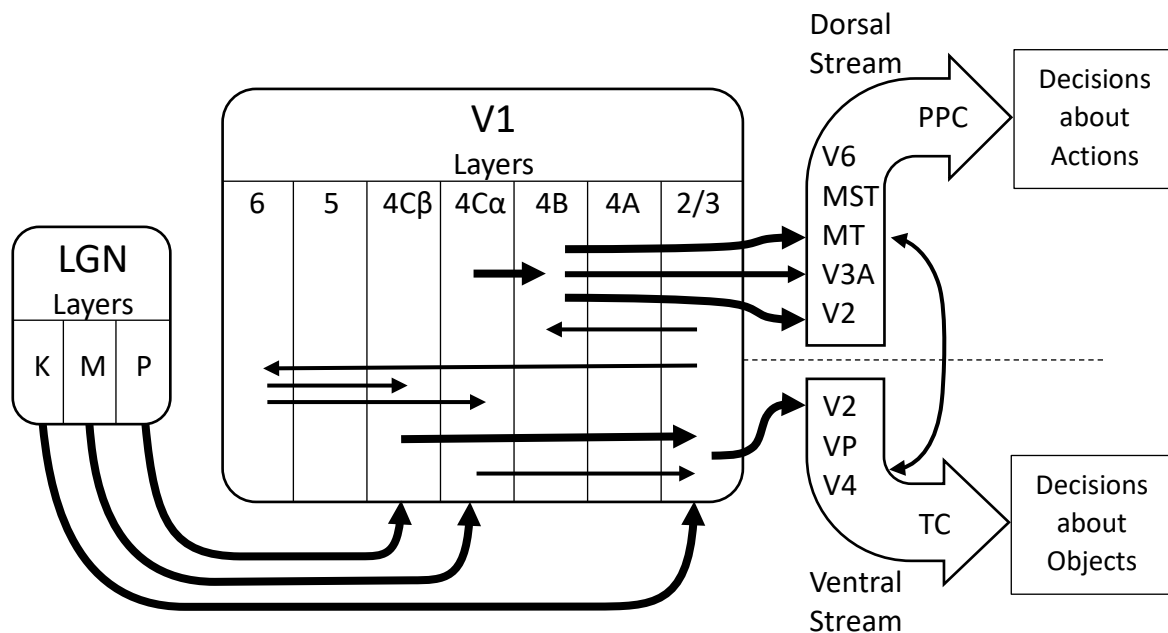 Dorsal
Stream
Decisions
about
Actions
PPC
V6
MST
MT
V3A
V2
V1
Layers
6 5 4Cβ 4Cα 4B 4A 2/3
LGN
Layers
K M P
V2
VP
V4
TC
Decisions
about
Objects
Ventral
Stream